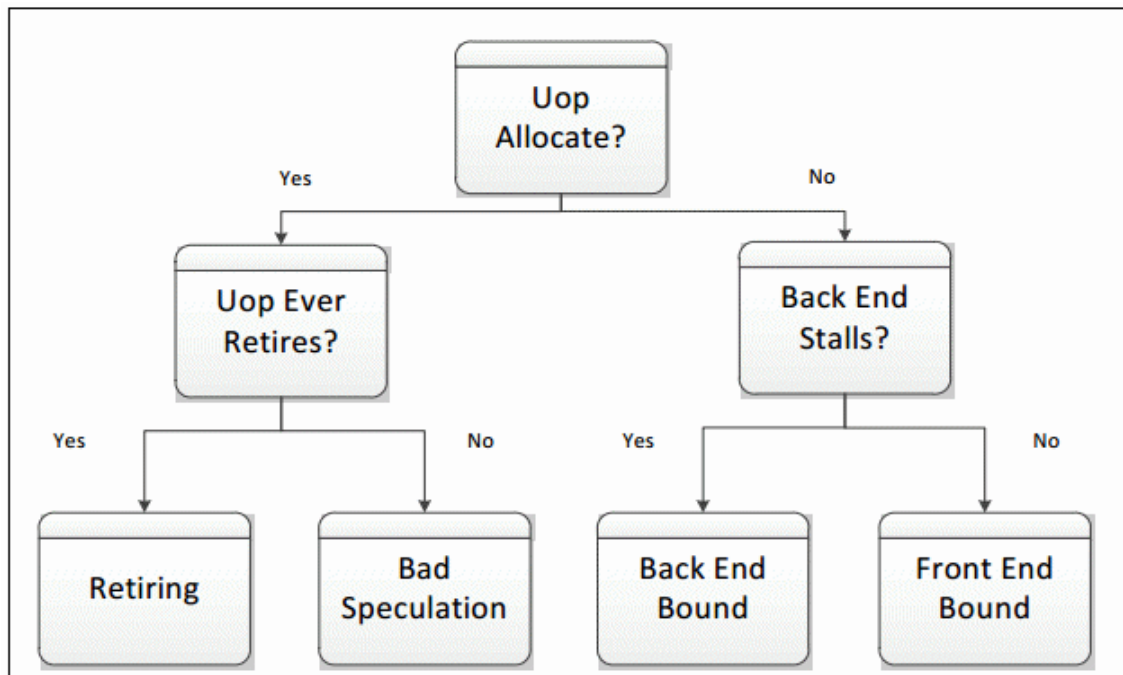 Uop
Allocate?
Yes
No
Uop Ever
Retires?
Back End
Stalls?
Yes
No
Yes
No
Retiring
Bad
Speculation
Back End
Bound
Front End
Bound